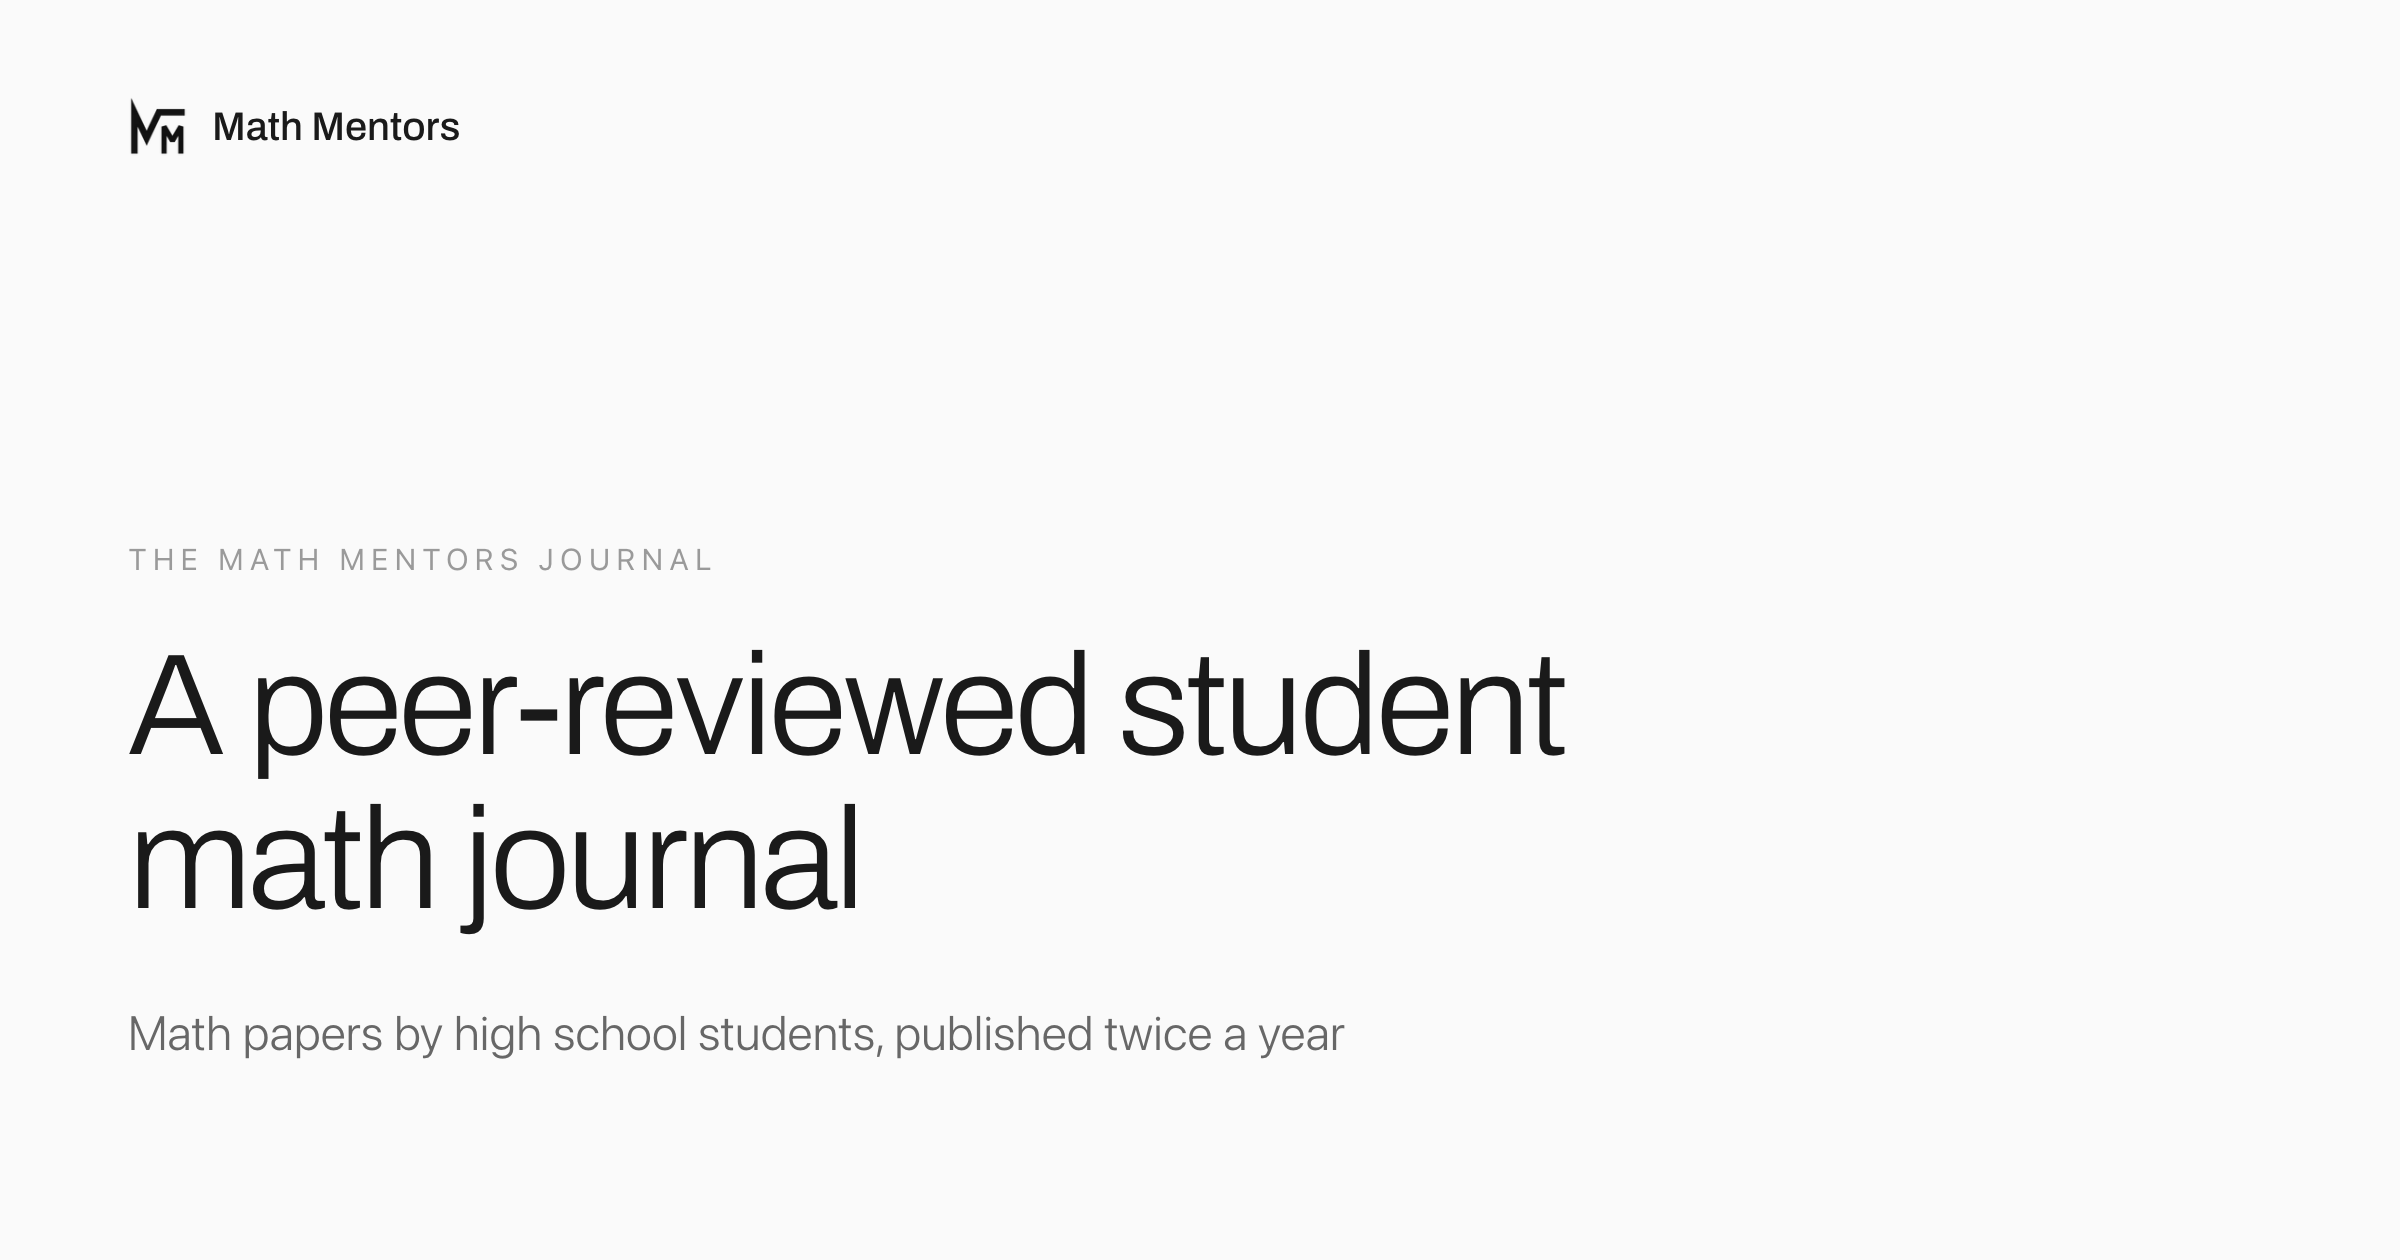 Math Mentors
THE MATH MENTORS JOURNAL
A peer-reviewed student
math journal
Math papers by high school students, published twice a year